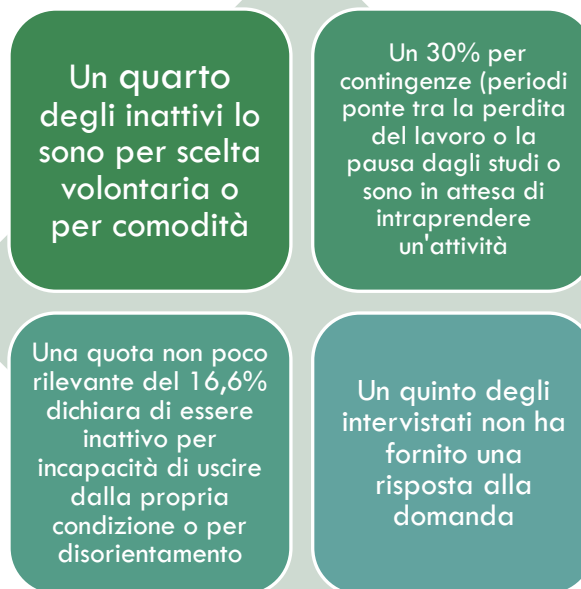 Un quarto
degli inattivi lo
sono per scelta
volontaria o
per comodità
Un 30% per
contingenze (periodi
ponte tra la perdita
del lavoro o la
pausa dagli studi o
sono in attesa di
intraprendere
un'attività
Una quota non poco
rilevante del 16,6%
dichiara di essere
inattivo per
incapacità di uscire
dalla propria
condizione o per
disorientamento
Un quinto degli
intervistati non ha
fornito una
risposta alla
domanda